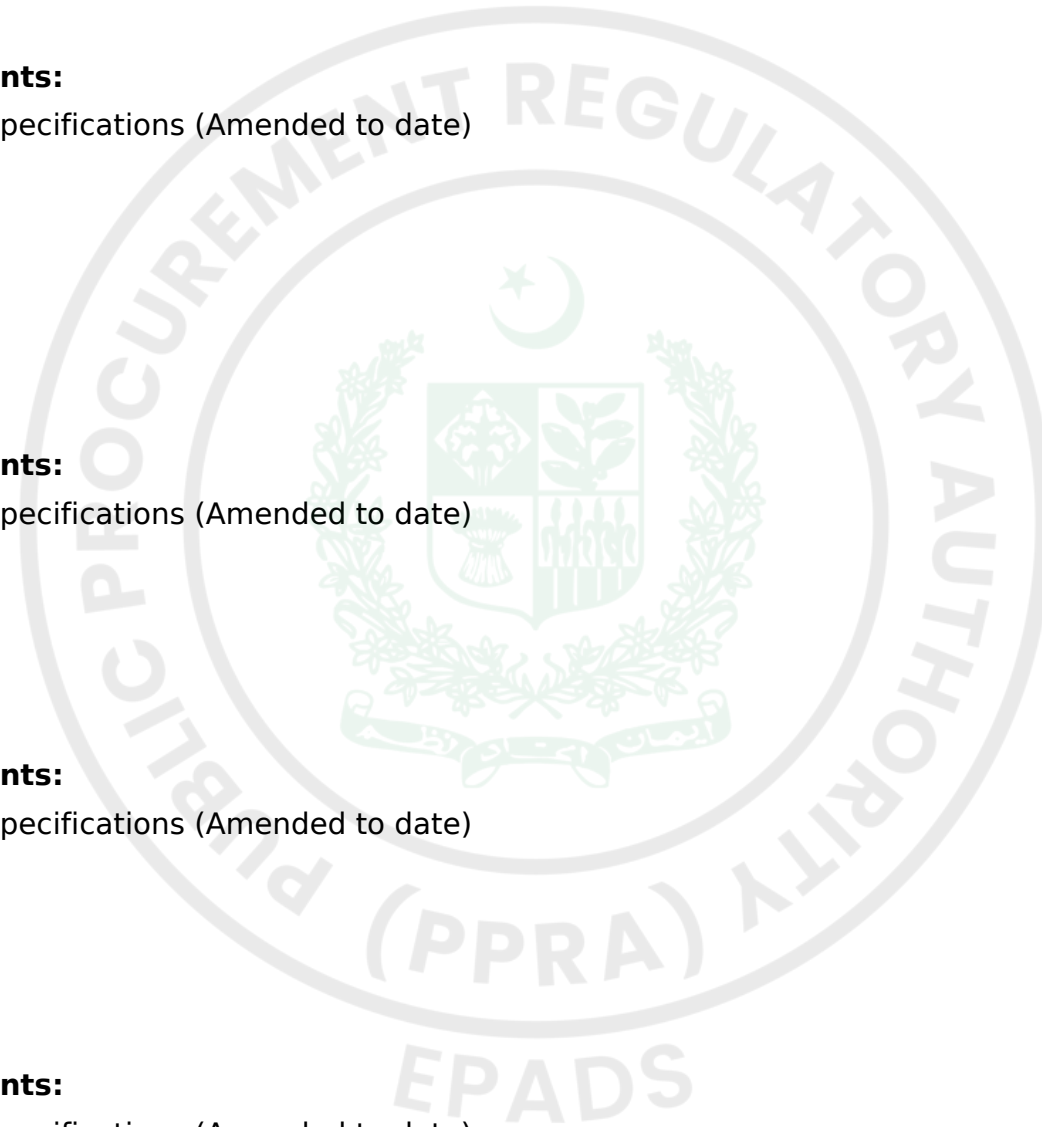 nts:
pecifications (Amended to date)
nts:
pecifications (Amended to date)
nts:
pecifications (Amended to date)
nts:
PUBLIC PROCUREMENT REGULATORY AUTHORITY
(PPRA)
EPADS